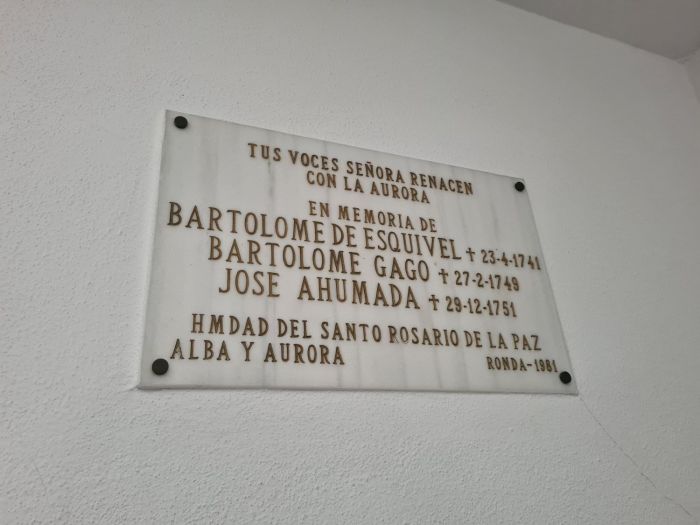 TUS VOCES SEÑORA RENACEN
CON LA AURORA
EN MEMORIA DE
BARTOLOME DE ESQUIVEL ✝ 23-4-1741
BARTOLOME GAGO ✝ 27-2-1749
JOSE AHUMADA ✝ 29-12-1751
HMDAD DEL SANTO ROSARIO DE LA PAZ
ALBA Y AURORA RONDA-1981